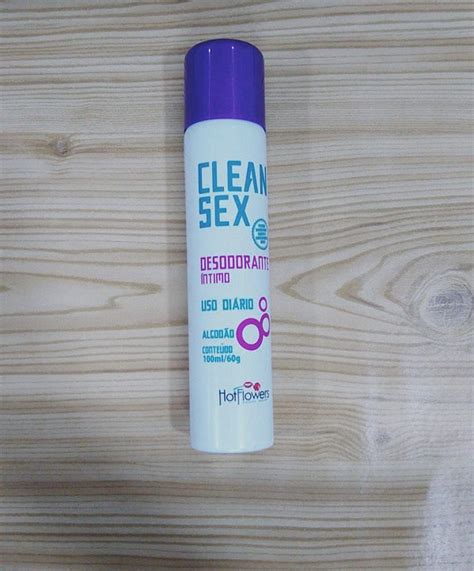 CLEAN
SEX
DESODORANTE
ÍNTIMO
USO DIÁRIO
ALGODÃO
CONTEÚDO
100ml/60g
HotFlowers